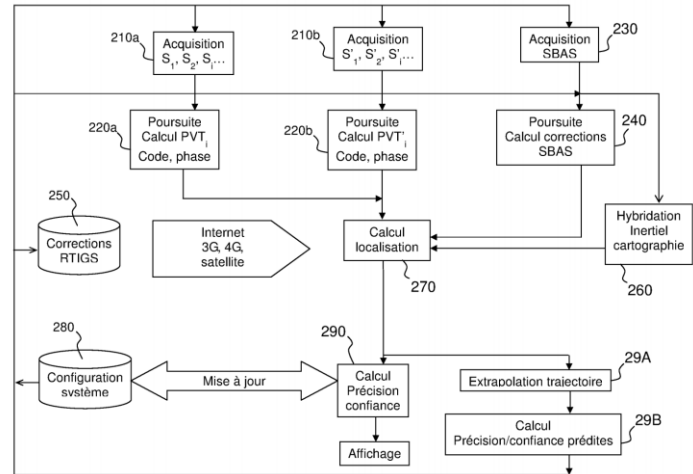 210a
Acquisition
S1, S2, Si...
210b
Acquisition
S'1, S'2, S'i...
230
Acquisition
SBAS
220a
Poursuite
Calcul PVTi
Code, phase
220b
Poursuite
Calcul PVT'i
Code, phase
240
Poursuite
Calcul corrections
SBAS
250
Corrections
RTIGS
Internet
3G, 4G,
satellite
Calcul
localisation
270
Hybridation
Inertiel
cartographie
260
280
Configuration
système
Mise à jour
290
Calcul
Précision
confiance
Affichage
29A
Extrapolation trajectoire
29B
Calcul
Précision/confiance prédites